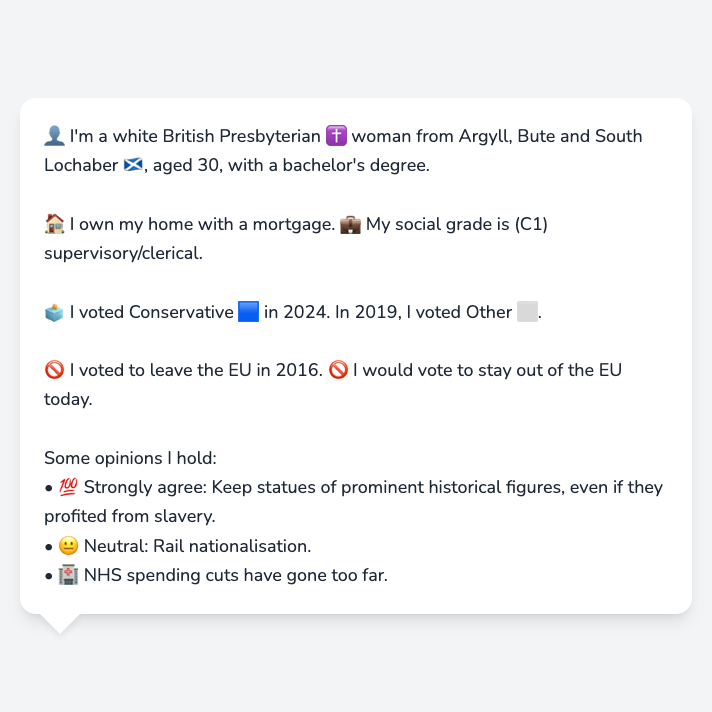 👤 I'm a white British Presbyterian ✝️ woman from Argyll, Bute and South
Lochaber 🏴󠁧󠁢󠁳󠁣󠁴󠁿, aged 30, with a bachelor's degree.
🏠 I own my home with a mortgage. 💼 My social grade is (C1)
supervisory/clerical.
🗳️ I voted Conservative 🟦 in 2024. In 2019, I voted Other ⬜.
🚫 I voted to leave the EU in 2016. 🚫 I would vote to stay out of the EU
today.
Some opinions I hold:
• 💯 Strongly agree: Keep statues of prominent historical figures, even if they
profited from slavery.
• 😐 Neutral: Rail nationalisation.
• 🏥 NHS spending cuts have gone too far.